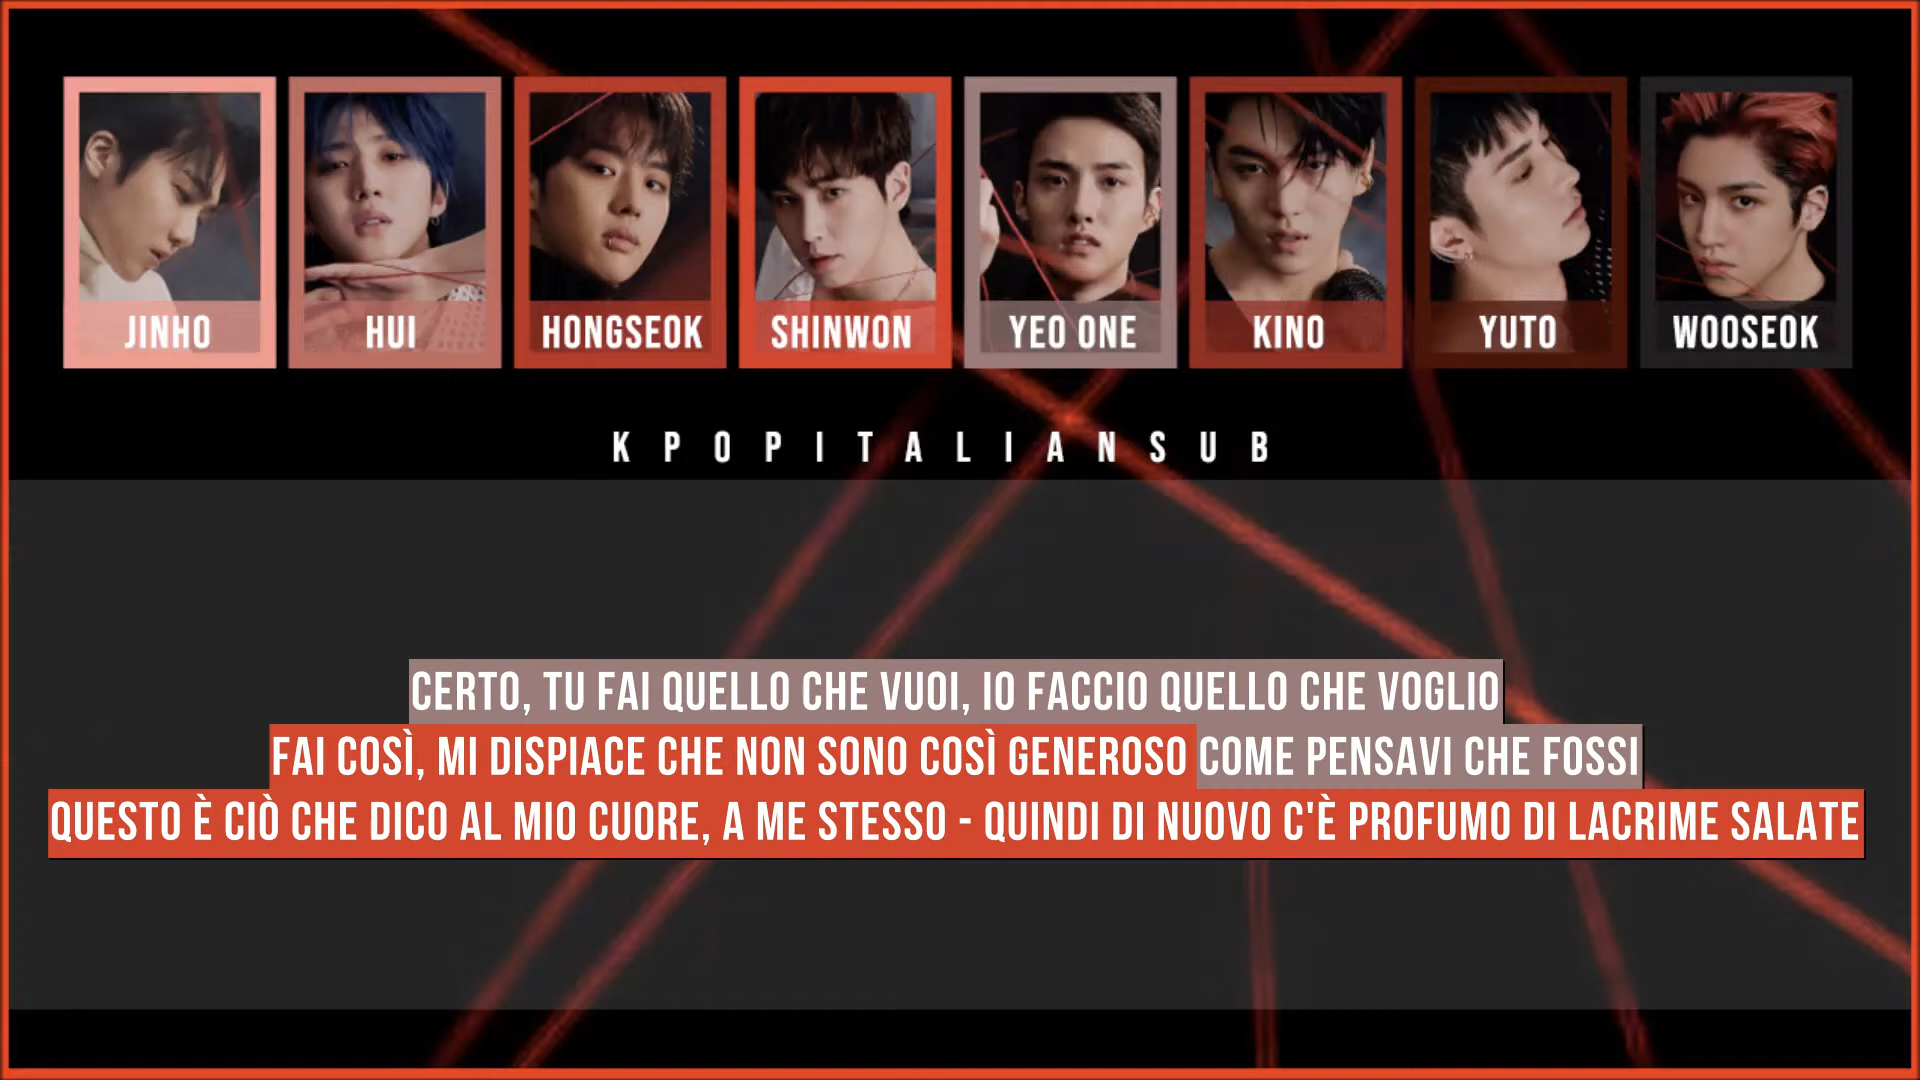 JINHO HUI HONGSEOK SHINWON YEO ONE KINO YUTO WOOSEOK
KPOPITALIANSUB
CERTO, TU FAI QUELLO CHE VUOI, IO FACCIO QUELLO CHE VOGLIO
FAI COSÌ, MI DISPIACE CHE NON SONO COSÌ GENEROSO COME PENSAVI CHE FOSSI
QUESTO È CIÒ CHE DICO AL MIO CUORE, A ME STESSO - QUINDI DI NUOVO C'È PROFUMO DI LACRIME SALATE